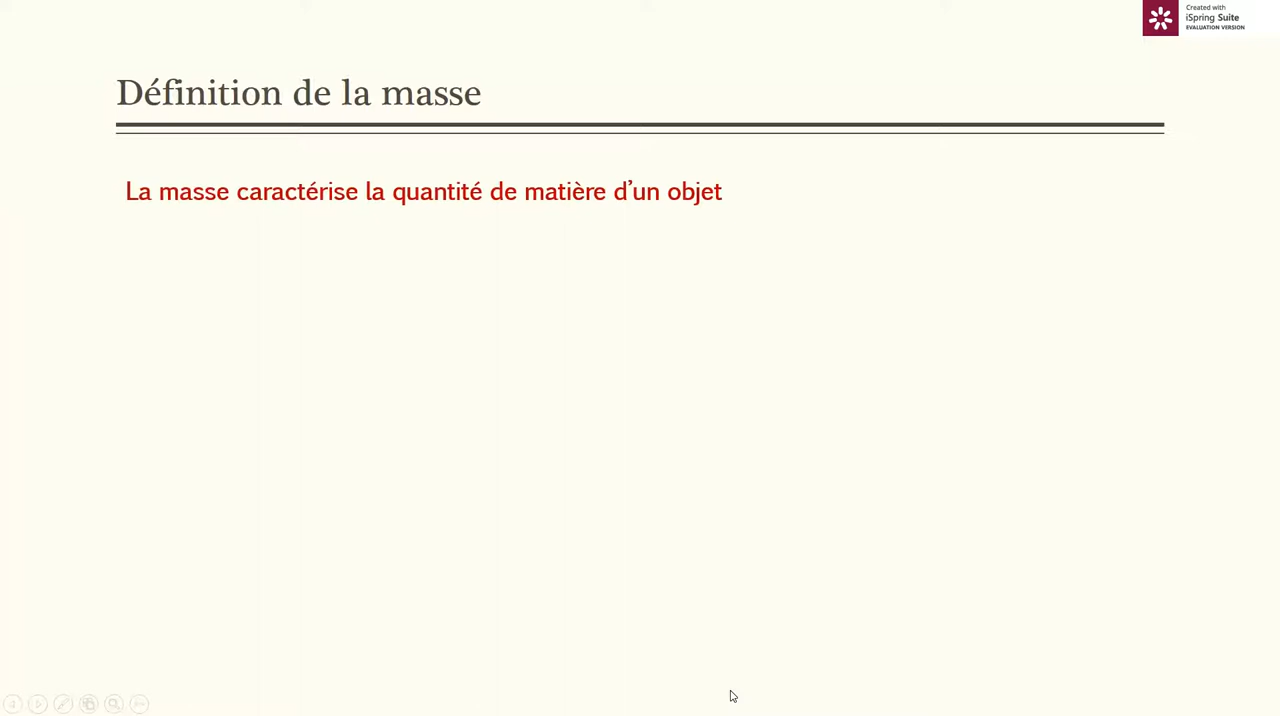 Created with
iSpring Suite
EVALUATION VERSION
Définition de la masse
La masse caractérise la quantité de matière d’un objet